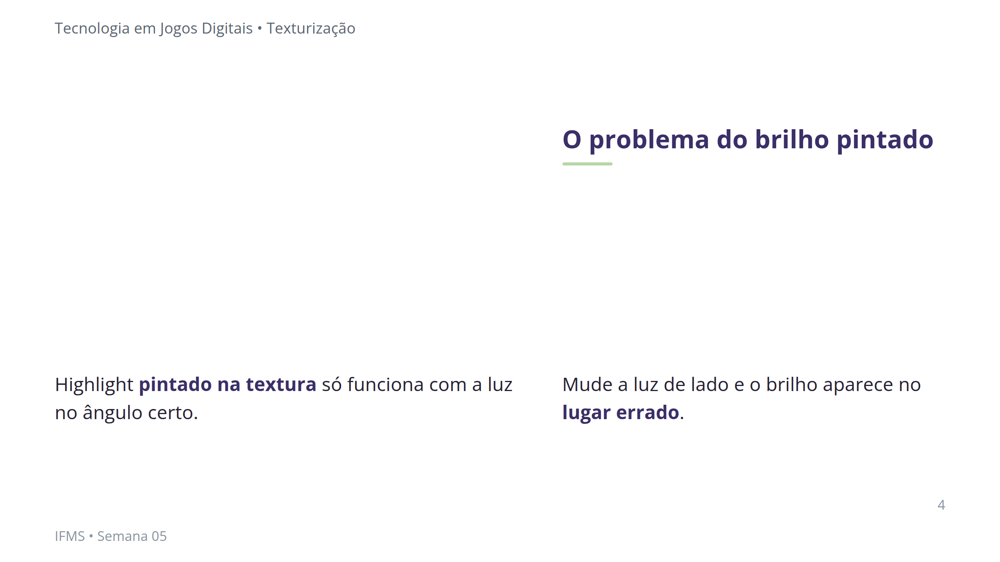 Tecnologia em Jogos Digitais • Texturização
O problema do brilho pintado
Highlight pintado na textura só funciona com a luz
no ângulo certo.
Mude a luz de lado e o brilho aparece no
lugar errado.
4
IFMS • Semana 05